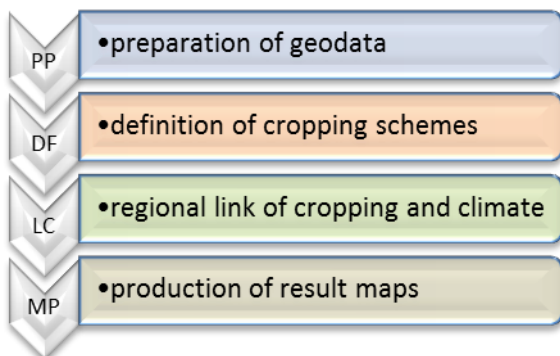 PP •preparation of geodata
DF •definition of cropping schemes
LC •regional link of cropping and climate
MP •production of result maps